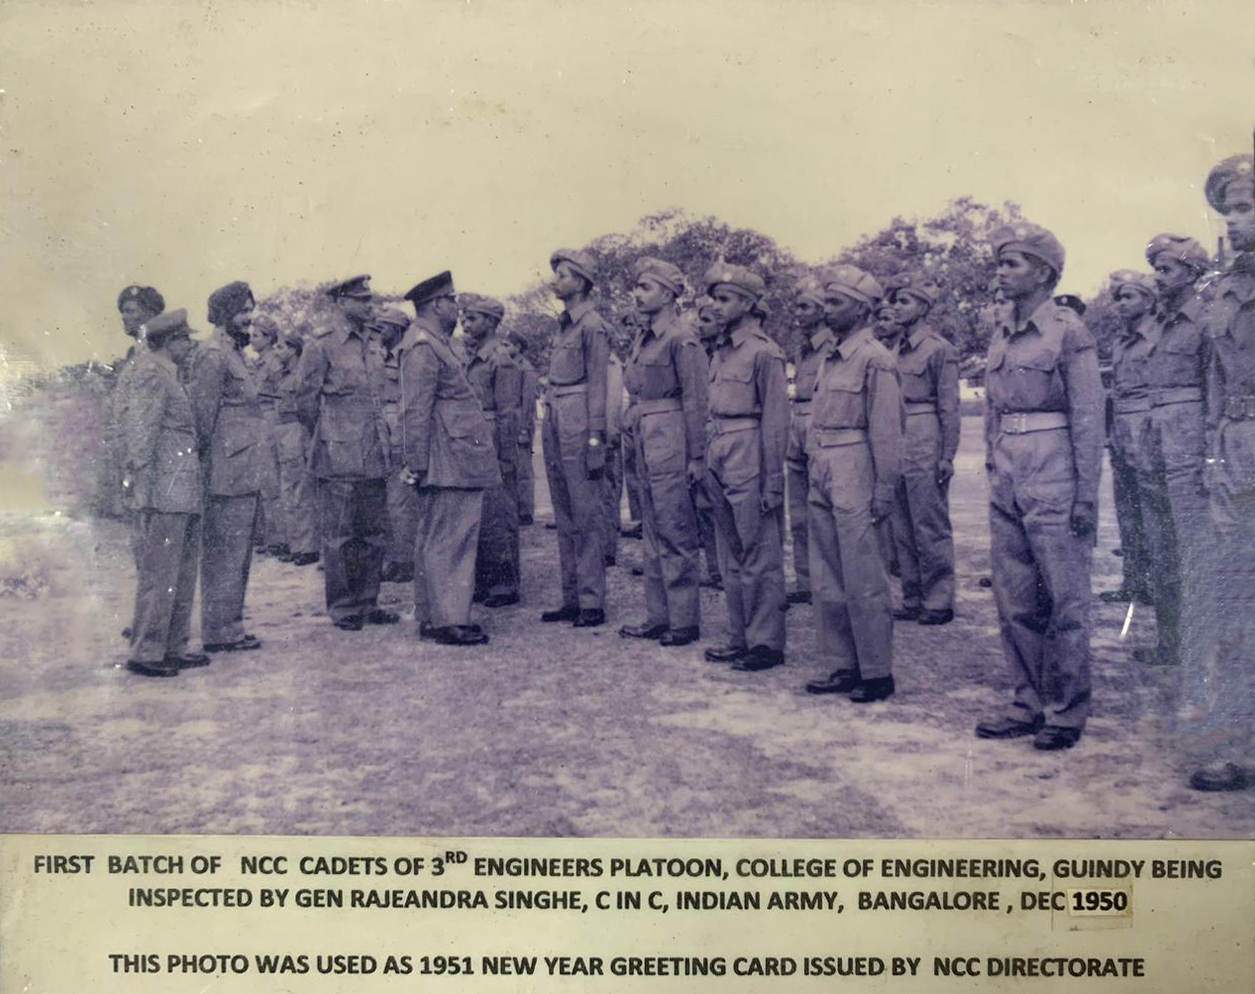 FIRST BATCH OF NCC CADETS OF 3RD ENGINEERS PLATOON, COLLEGE OF ENGINEERING, GUINDY BEING
INSPECTED BY GEN RAJEANDRA SINGHE, C IN C, INDIAN ARMY, BANGALORE , DEC 1950
THIS PHOTO WAS USED AS 1951 NEW YEAR GREETING CARD ISSUED BY NCC DIRECTORATE